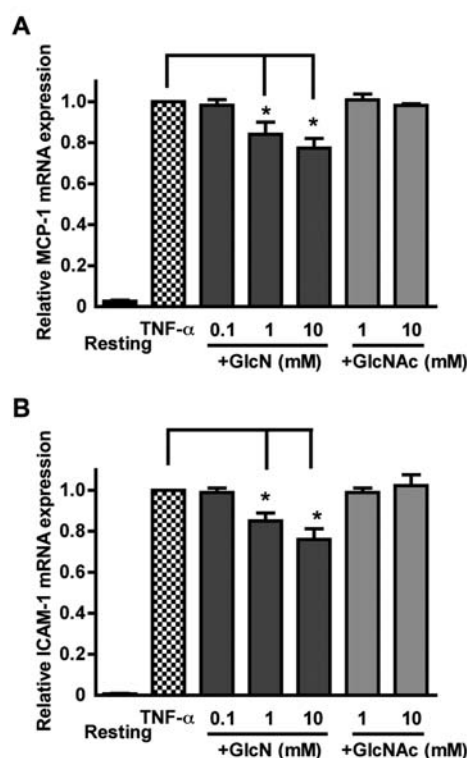 A
Relative MCP-1 mRNA expression
1.0
0.8
0.6
0.4
0.2
0
* *
Resting TNF-α 0.1 1 10 1 10
+GlcN (mM) +GlcNAc (mM)
B
Relative ICAM-1 mRNA expression
1.0
0.8
0.6
0.4
0.2
0
* *
Resting TNF-α 0.1 1 10 1 10
+GlcN (mM) +GlcNAc (mM)